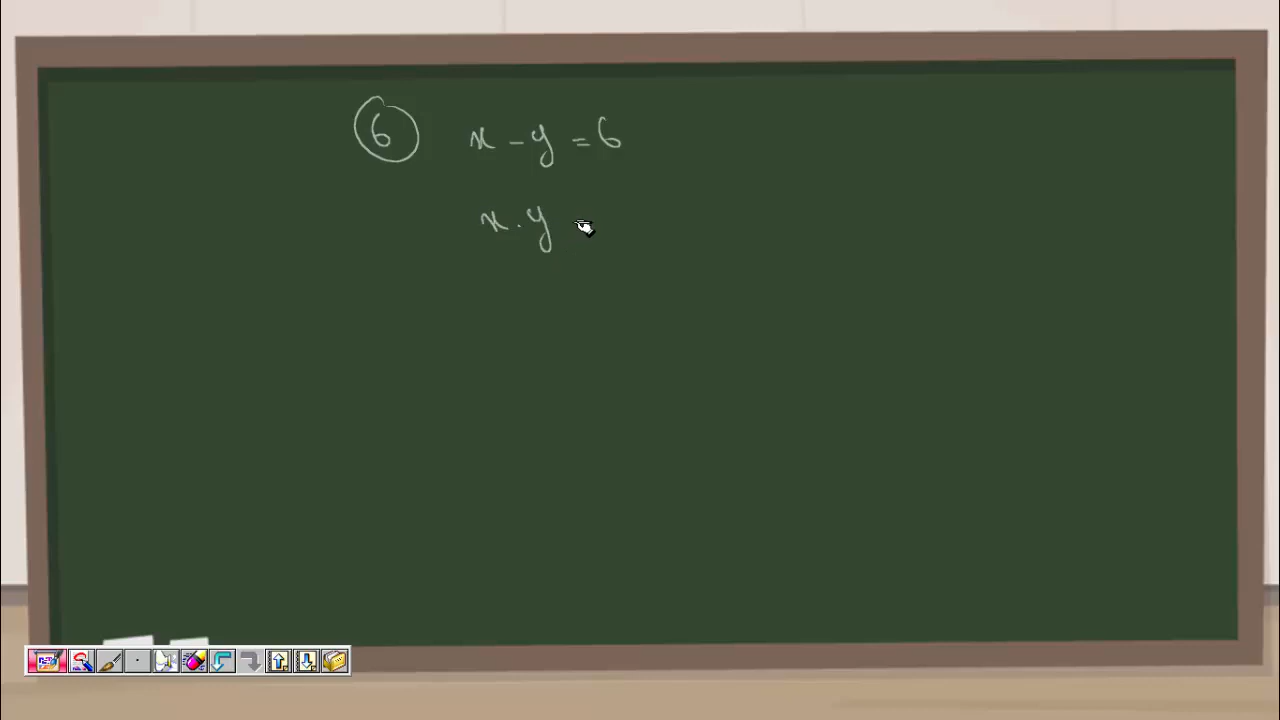 6 x - y = 6
x . y